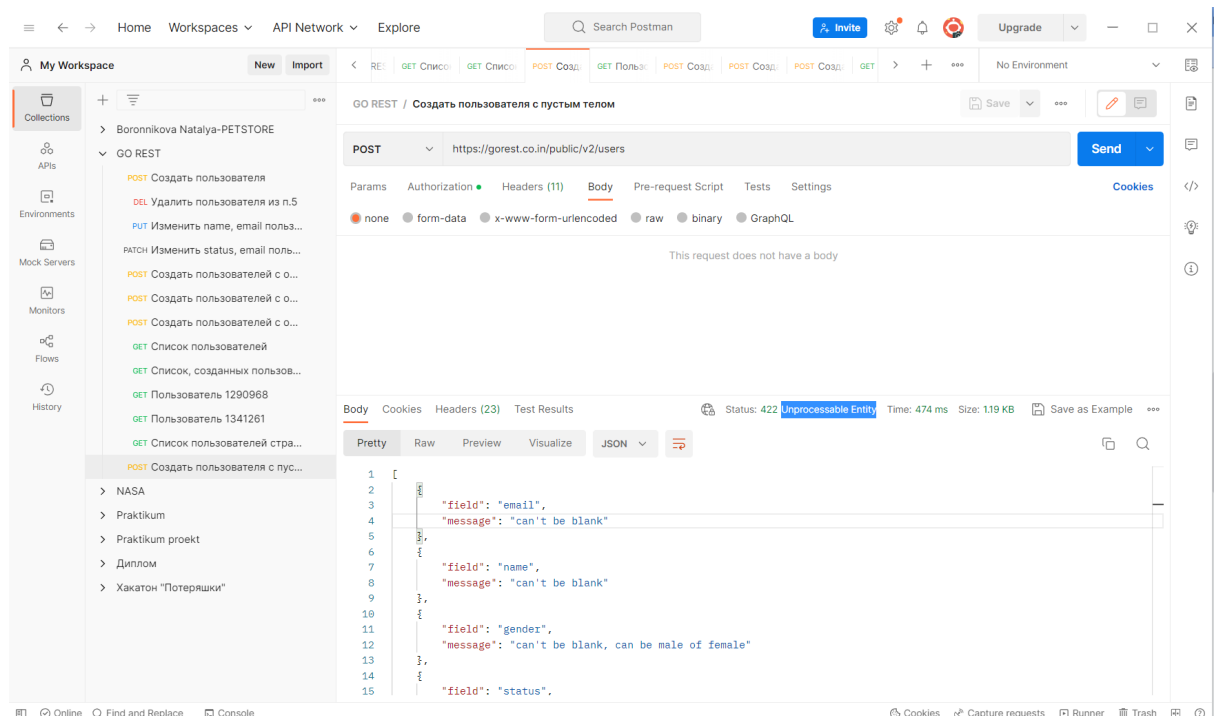 Home Workspaces API Network Explore Search Postman Invite Upgrade
My Workspace New Import RE GET Списо GET Списо POST Созд GET Польз POST Созд POST Созд POST Созд GET No Environment
Collections
APIs
Environments
Mock Servers
Monitors
Flows
History
Boronnikova Natalya-PETSTORE
GO REST
POST Создать пользователя
DEL Удалить пользователя из п.5
PUT Изменить name, email польз...
PATCH Изменить status, email поль...
POST Создать пользователей с о...
POST Создать пользователей с о...
POST Создать пользователей с о...
GET Список пользователей
GET Список, созданных пользов...
GET Пользователь 1290968
GET Пользователь 1341261
GET Список пользователей стра...
POST Создать пользователя с пус...
NASA
Praktikum
Praktikum proekt
Диплом
Хакатон "Потеряшки"
GO REST / Создать пользователя с пустым телом Save
POST https://gorest.co.in/public/v2/users Send
Params Authorization Headers (11) Body Pre-request Script Tests Settings Cookies
none form-data x-www-form-urlencoded raw binary GraphQL
This request does not have a body
Body Cookies Headers (23) Test Results Status: 422 Unprocessable Entity Time: 474 ms Size: 1.19 KB Save as Example
Pretty Raw Preview Visualize JSON
1 [
2 {
3 "field": "email",
4 "message": "can't be blank"
5 },
6 {
7 "field": "name",
8 "message": "can't be blank"
9 },
10 {
11 "field": "gender",
12 "message": "can't be blank, can be male of female"
13 },
14 {
15 "field": "status",
Online Find and Replace Console Cookies Capture requests Runner Trash